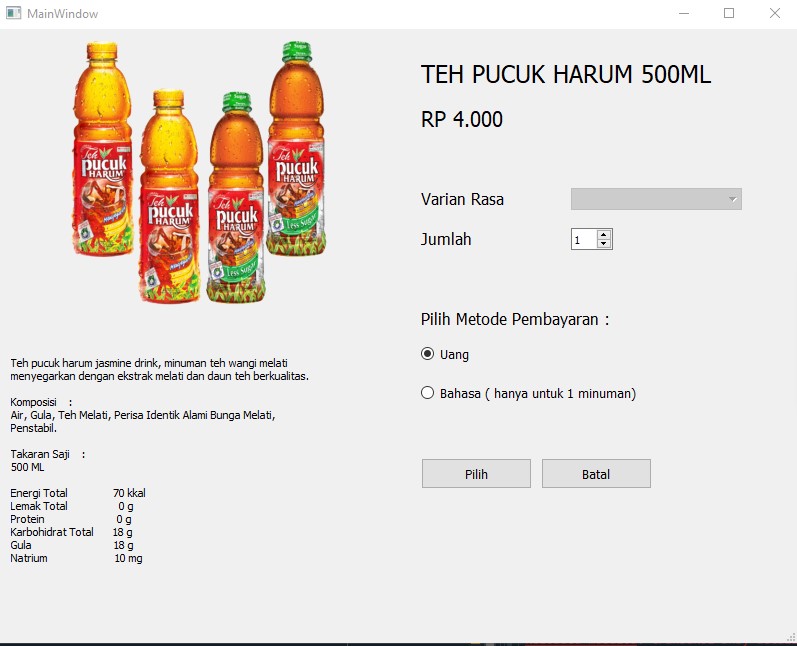 MainWindow
Teh
pucuk
HARUM
Teh
pucuk
HARUM
Teh
pucuk
HARUM
Less Sugar
Teh
pucuk
HARUM
Less Sugar
TEH PUCUK HARUM 500ML
RP 4.000
Varian Rasa
Jumlah
1
Pilih Metode Pembayaran :
Uang
Bahasa ( hanya untuk 1 minuman)
Pilih
Batal
Teh pucuk harum jasmine drink, minuman teh wangi melati
menyegarkan dengan ekstrak melati dan daun teh berkualitas.
Komposisi :
Air, Gula, Teh Melati, Perisa Identik Alami Bunga Melati,
Penstabil.
Takaran Saji :
500 ML
Energi Total 70 kkal
Lemak Total 0 g
Protein 0 g
Karbohidrat Total 18 g
Gula 18 g
Natrium 10 mg